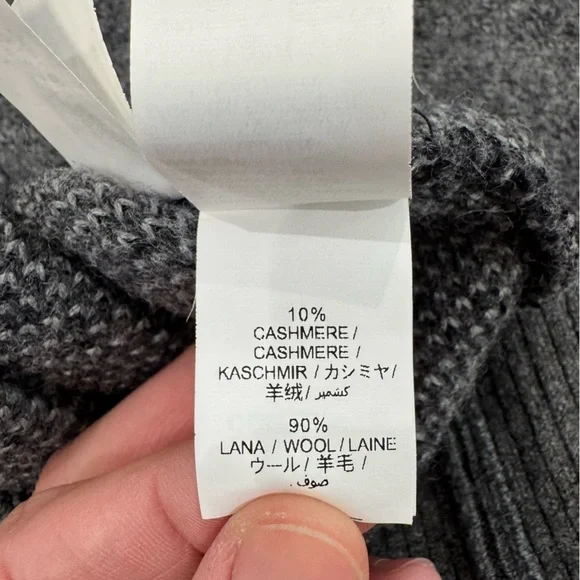 10%
CASHMERE /
CASHMERE /
KASCHMIR / カシミヤ /
羊绒 / كشمير
90%
LANA / WOOL / LAINE
ウール / 羊毛 /
صوف.